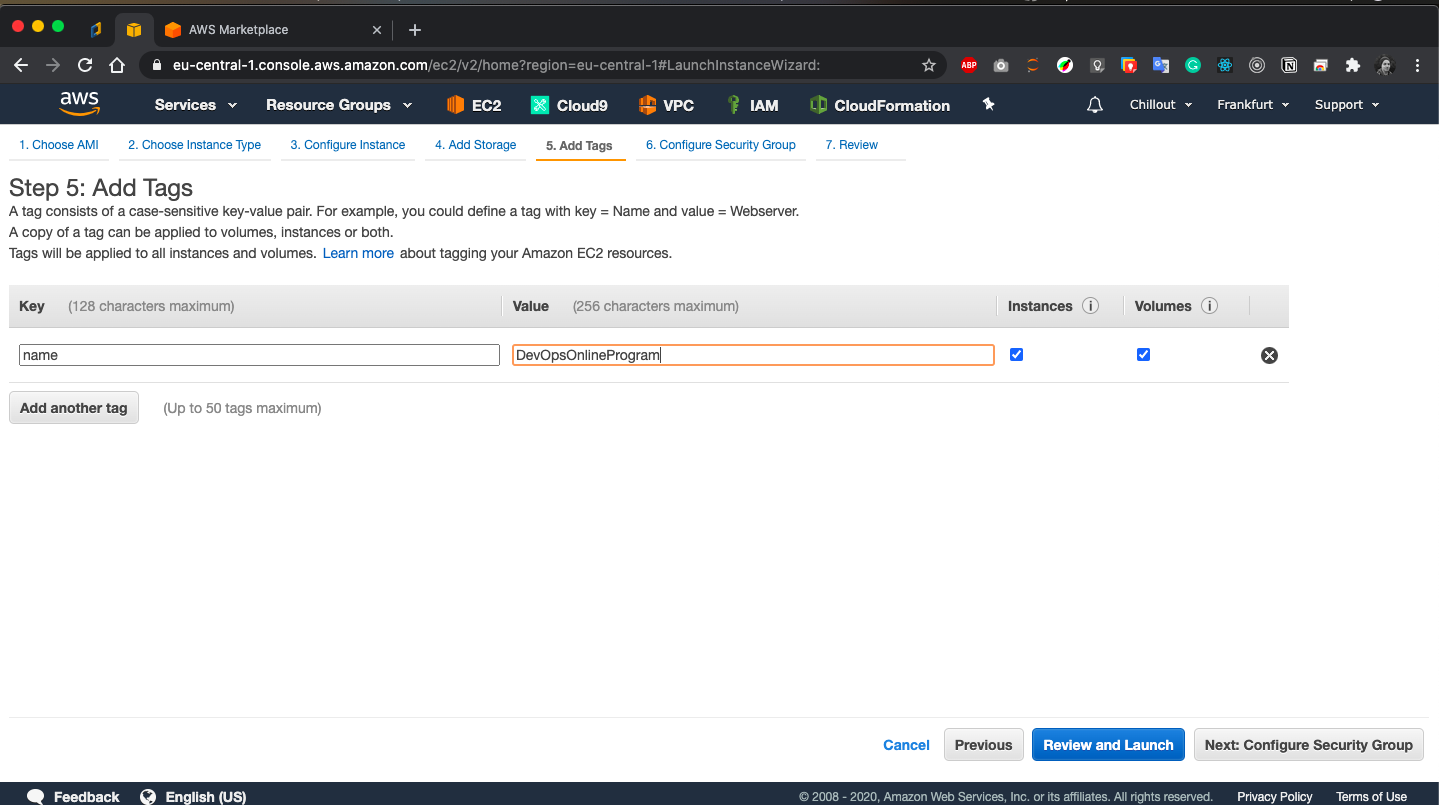 AWS Marketplace
eu-central-1.console.aws.amazon.com/ec2/v2/home?region=eu-central-1#LaunchInstanceWizard:
ABP
aws Services Resource Groups EC2 Cloud9 VPC IAM CloudFormation Chillout Frankfurt Support
1. Choose AMI 2. Choose Instance Type 3. Configure Instance 4. Add Storage 5. Add Tags 6. Configure Security Group 7. Review
Step 5: Add Tags
A tag consists of a case-sensitive key-value pair. For example, you could define a tag with key = Name and value = Webserver.
A copy of a tag can be applied to volumes, instances or both.
Tags will be applied to all instances and volumes. Learn more about tagging your Amazon EC2 resources.
Key (128 characters maximum) Value (256 characters maximum) Instances Volumes
name DevOpsOnlineProgram
Add another tag (Up to 50 tags maximum)
Cancel Previous Review and Launch Next: Configure Security Group
Feedback English (US) © 2008 - 2020, Amazon Web Services, Inc. or its affiliates. All rights reserved. Privacy Policy Terms of Use